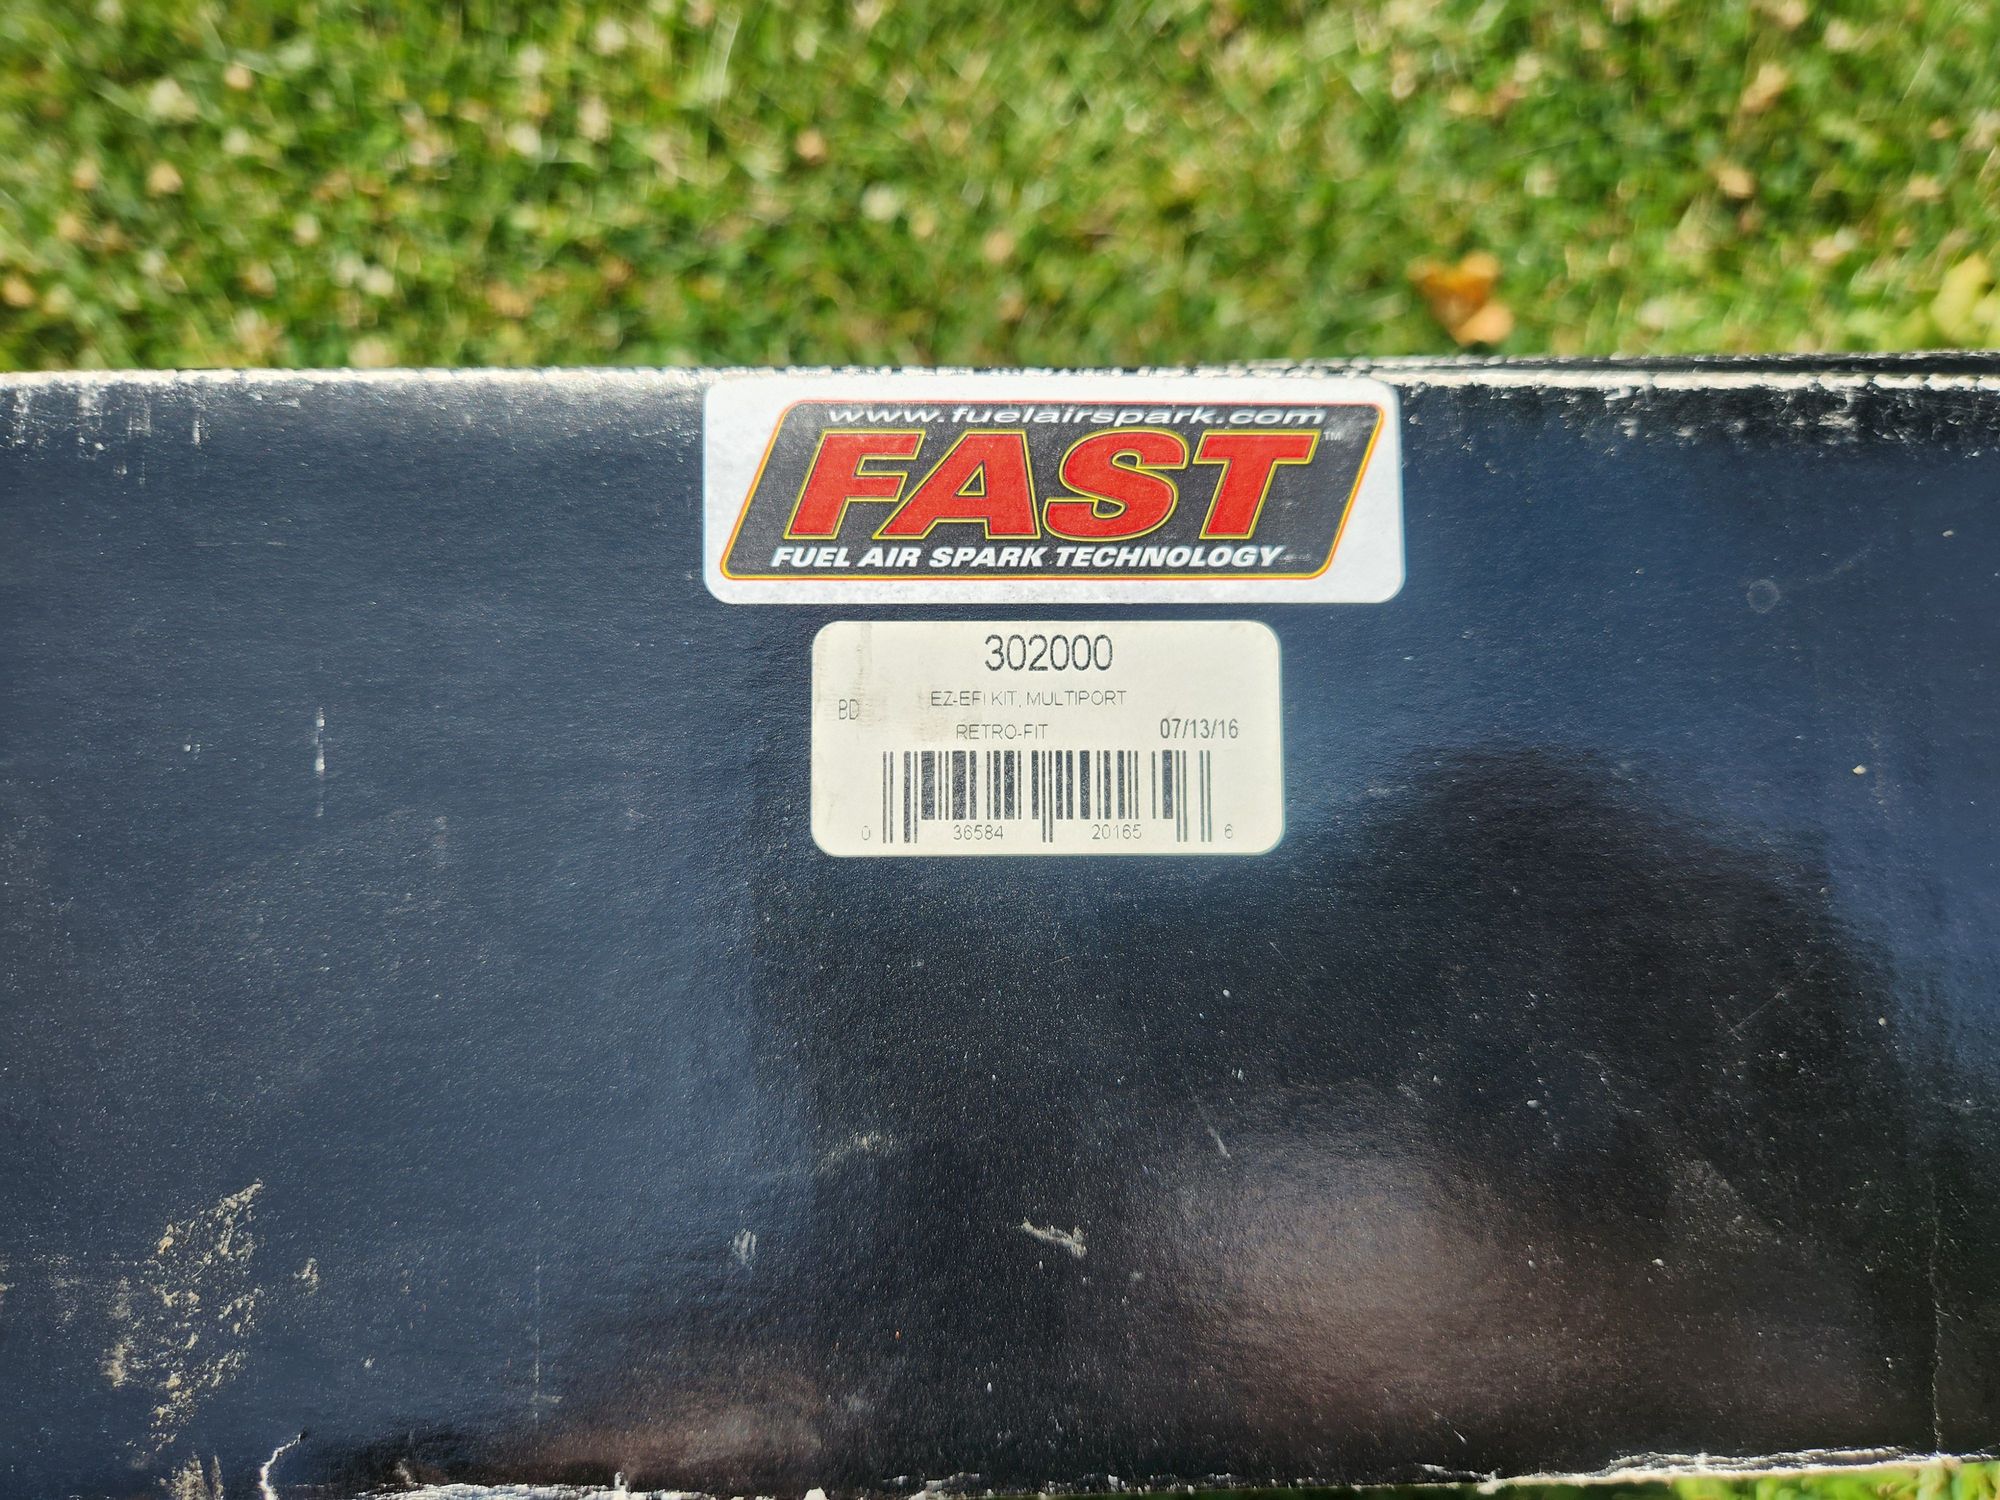 www.fuelairspark.com
FAST™
FUEL AIR SPARK TECHNOLOGY
302000
EZ-EFI KIT, MULTIPORT
BD
RETRO-FIT 07/13/16
0 36584 20165 6